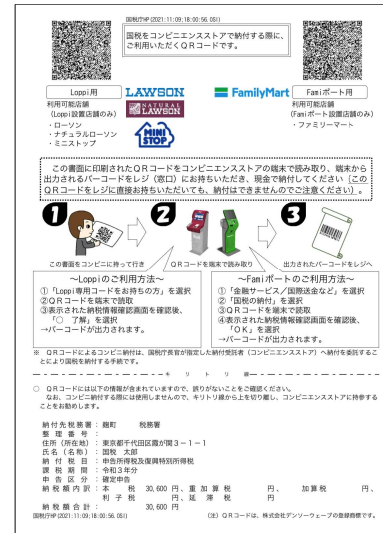 国税庁HP(2021:11:09:18:00:56.0SI)
国税をコンビニエンスストアで納付する際に、
ご利用いただくQRコードです。
Loppi用
利用可能店舗
(Loppi設置店舗のみ)
・ローソン
・ナチュラルローソン
・ミニストップ
LAWSON
NATURAL
LAWSON
MINI
STOP
FamilyMart
Famiポート用
利用可能店舗
(Famiポート設置店舗のみ)
・ファミリーマート
この書面に印刷されたQRコードをコンビニエンスストアの端末で読み取り、端末から
出力されるバーコードをレジ(窓口)にお持ちいただき、現金で納付してください[この
QRコードをレジに直接お持ちいただいても、納付はできませんのでご注意ください]。
1
2
3
この書面をコンビニに持って行き
QRコードを端末で読み取り
出力されたバーコードをレジへ
~Loppiのご利用方法~
①「Loppi専用コードをお持ちの方」を選択
②QRコードを端末で読取
③表示された納税情報確認画面を確認後、
「○ 了解」を選択
→バーコードが出力されます。
~Famiポートのご利用方法~
①「金融サービス/国際送金など」を選択
②「国税の納付」を選択
③QRコードを端末で読取
④表示された納税情報確認画面を確認後、
「OK」を選択
→バーコードが出力されます。
※ QRコードによるコンビニ納付は、国税庁長官が指定した納付受託者(コンビニエンスストア)へ納付を委託するこ
とにより国税を納付する手続です。
キ リ ト リ 線
○ QRコードには以下の情報が含まれていますので、誤りがないことをご確認ください。
なお、コンビニ納付する際には使用しませんので、キリトリ線から上を切り離し、コンビニエンスストアに持参する
ことをお勧めします。
納付先税務署:麹町 税務署
整理番号:
住所(所在地):東京都千代田区霞が関3-1-1
氏名(名称):国税 太郎
納付税目:申告所得税及復興特別所得税
課税期間:令和3年分
申告区分:確定申告
納税額内訳:本 税 30,600 円、重加算税 円、 加算税 円、
利子税 円、延滞税 円
納税額合計: 30,600 円
国税庁HP(2021:11:09:18:00:56.0SI)
(注)QRコードは、株式会社デンソーウェーブの登録商標です。